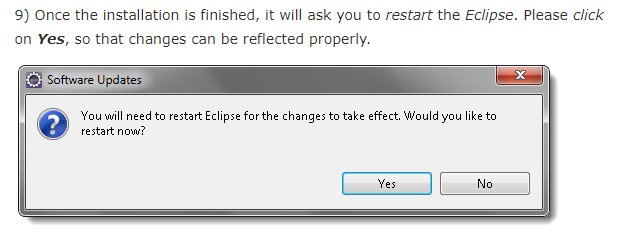 9) Once the installation is finished, it will ask you to restart the Eclipse. Please click
on Yes, so that changes can be reflected properly.
Software Updates
X
You will need to restart Eclipse for the changes to take effect. Would you like to
restart now?
Yes
No